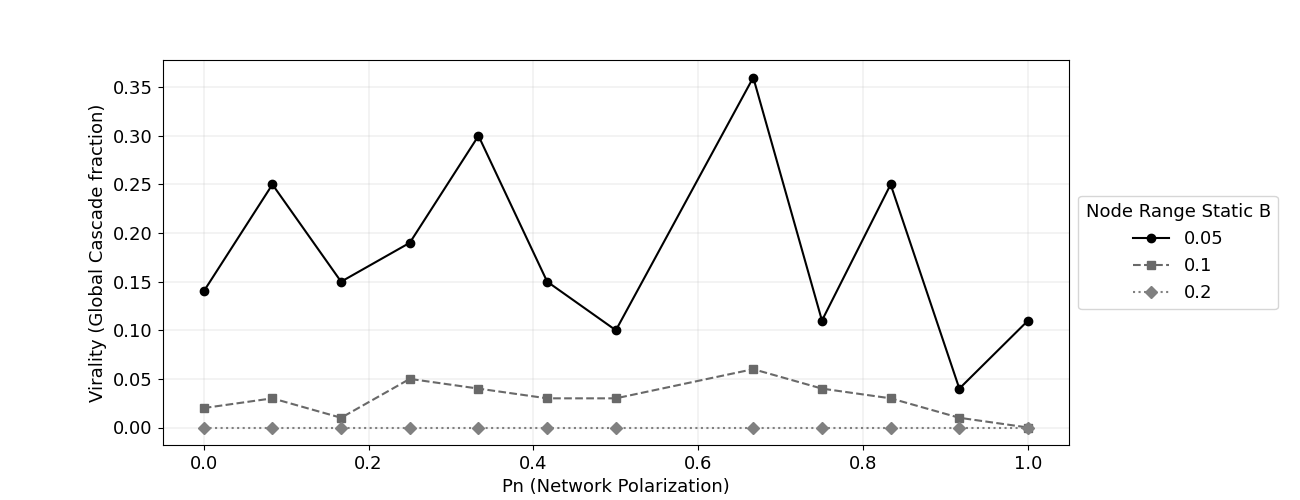 0.35
0.30
0.25
0.20
0.15
0.10
0.05
0.00
Virality (Global Cascade fraction)
0.0 0.2 0.4 0.6 0.8 1.0
Pn (Network Polarization)
Node Range Static B
0.05
0.1
0.2